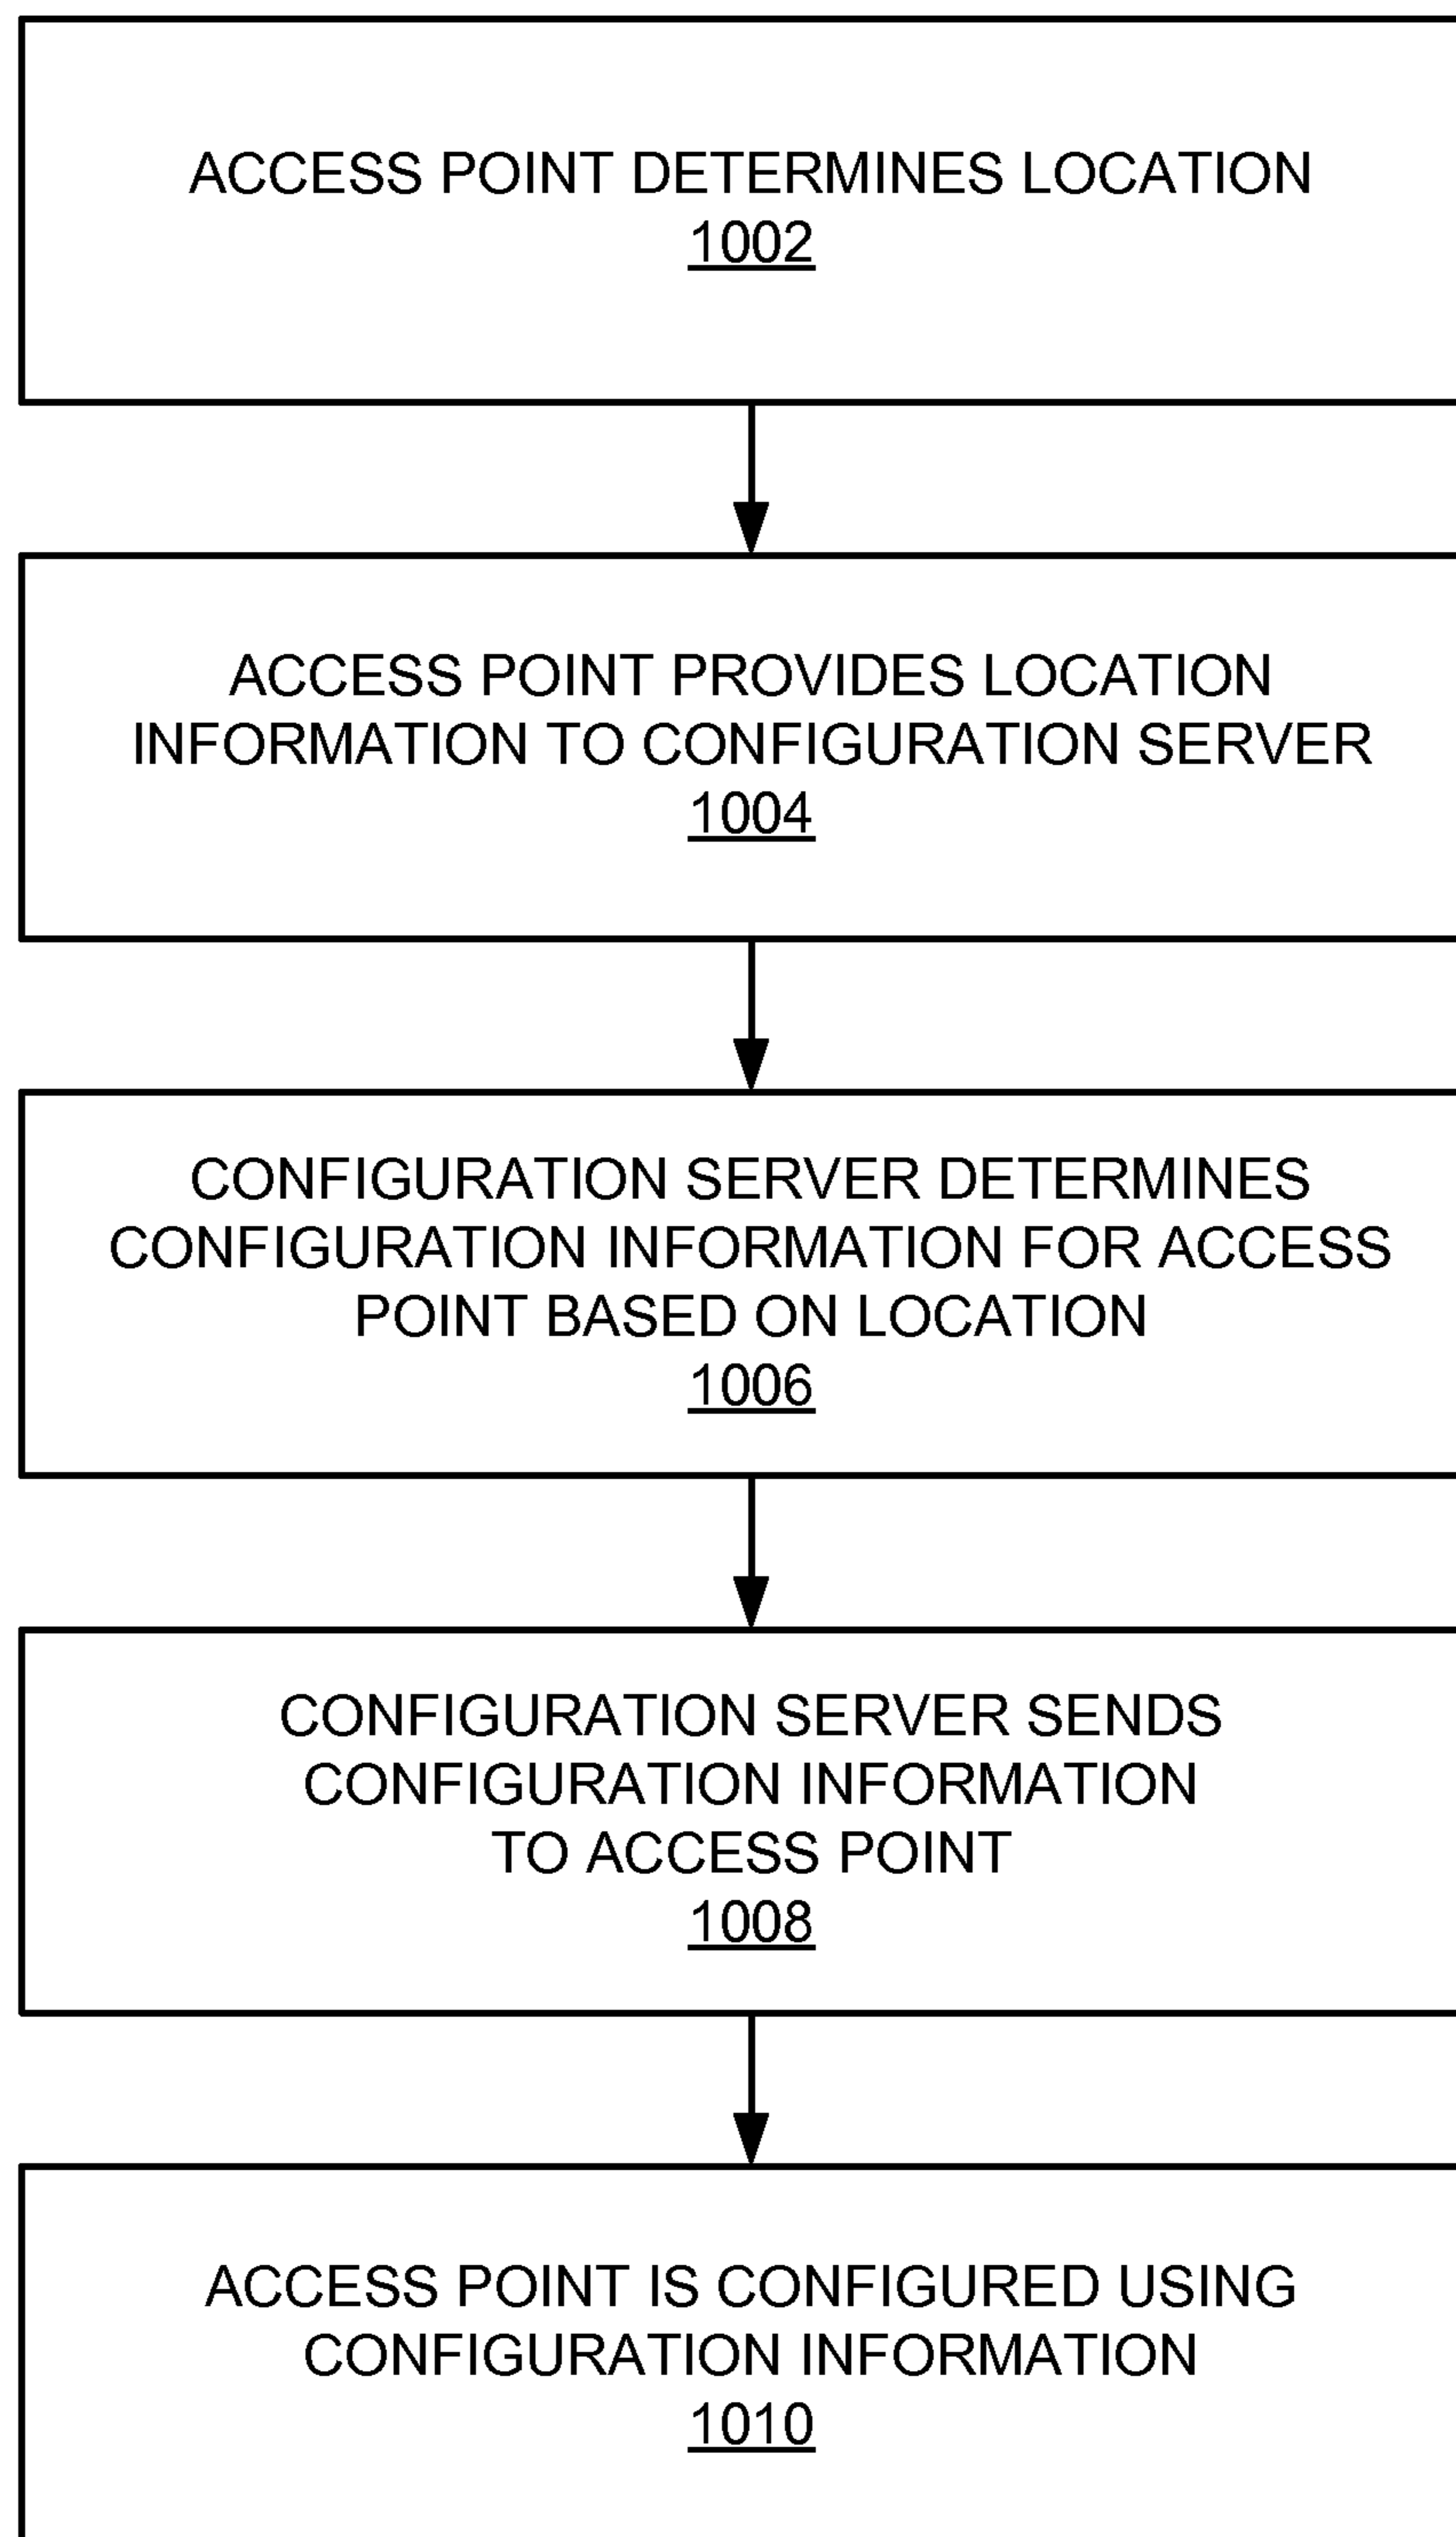 ACCESS POINT DETERMINES LOCATION
1002
ACCESS POINT PROVIDES LOCATION
INFORMATION TO CONFIGURATION SERVER
1004
CONFIGURATION SERVER DETERMINES
CONFIGURATION INFORMATION FOR ACCESS
POINT BASED ON LOCATION
1006
CONFIGURATION SERVER SENDS
CONFIGURATION INFORMATION
TO ACCESS POINT
1008
ACCESS POINT IS CONFIGURED USING
CONFIGURATION INFORMATION
1010